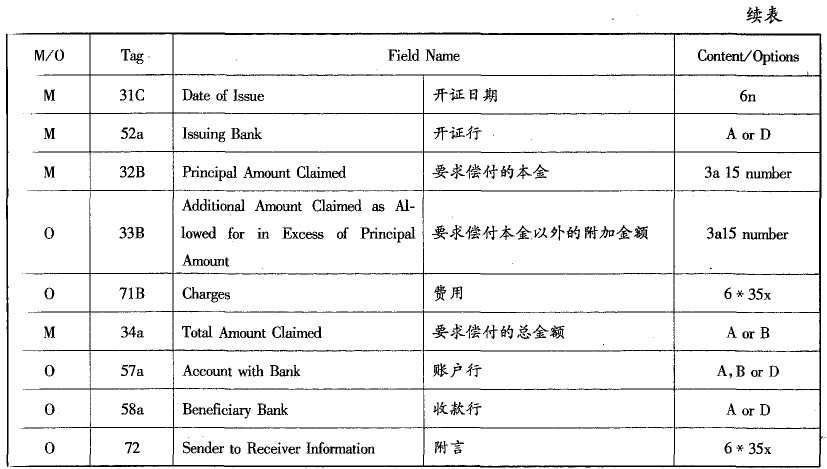 续表
M/O Tag Field Name Content/Options
M 31C Date of Issue 开证日期 6n
M 52a Issuing Bank 开证行 A or D
M 32B Principal Amount Claimed 要求偿付的本金 3a 15 number
O 33B Additional Amount Claimed as Al-
lowed for in Excess of Principal
Amount 要求偿付本金以外的附加金额 3a15 number
O 71B Charges 费用 6 * 35x
M 34a Total Amount Claimed 要求偿付的总金额 A or B
O 57a Account with Bank 账户行 A, B or D
O 58a Beneficiary Bank 收款行 A or D
O 72 Sender to Receiver Information 附言 6 * 35x